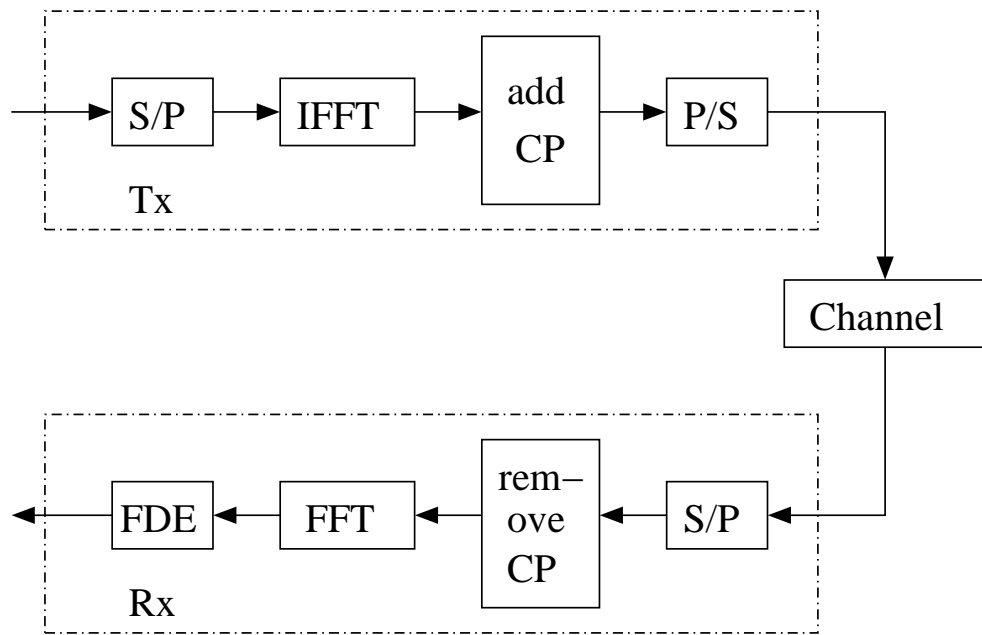 S/P
IFFT
add
CP
P/S
Tx
Channel
FDE
FFT
rem−
ove
CP
S/P
Rx